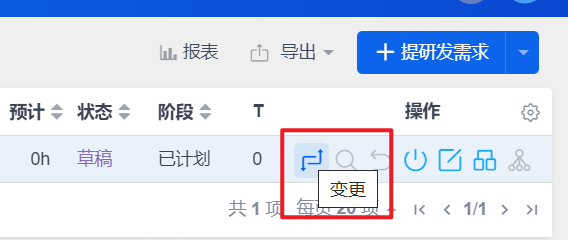 报表 导出 提研发需求
预计 状态 阶段 T 操作
0h 草稿 已计划 0
变更
共 1 项 每页 20 项 1/1